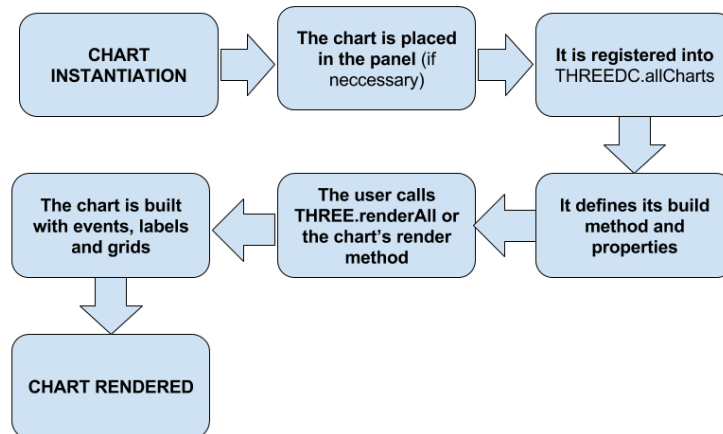 CHART
INSTANTIATION
The chart is placed
in the panel (if
neccessary)
It is registered into
THREEDC.allCharts
It defines its build
method and
properties
The user calls
THREE.renderAll or
the chart's render
method
The chart is built
with events, labels
and grids
CHART RENDERED